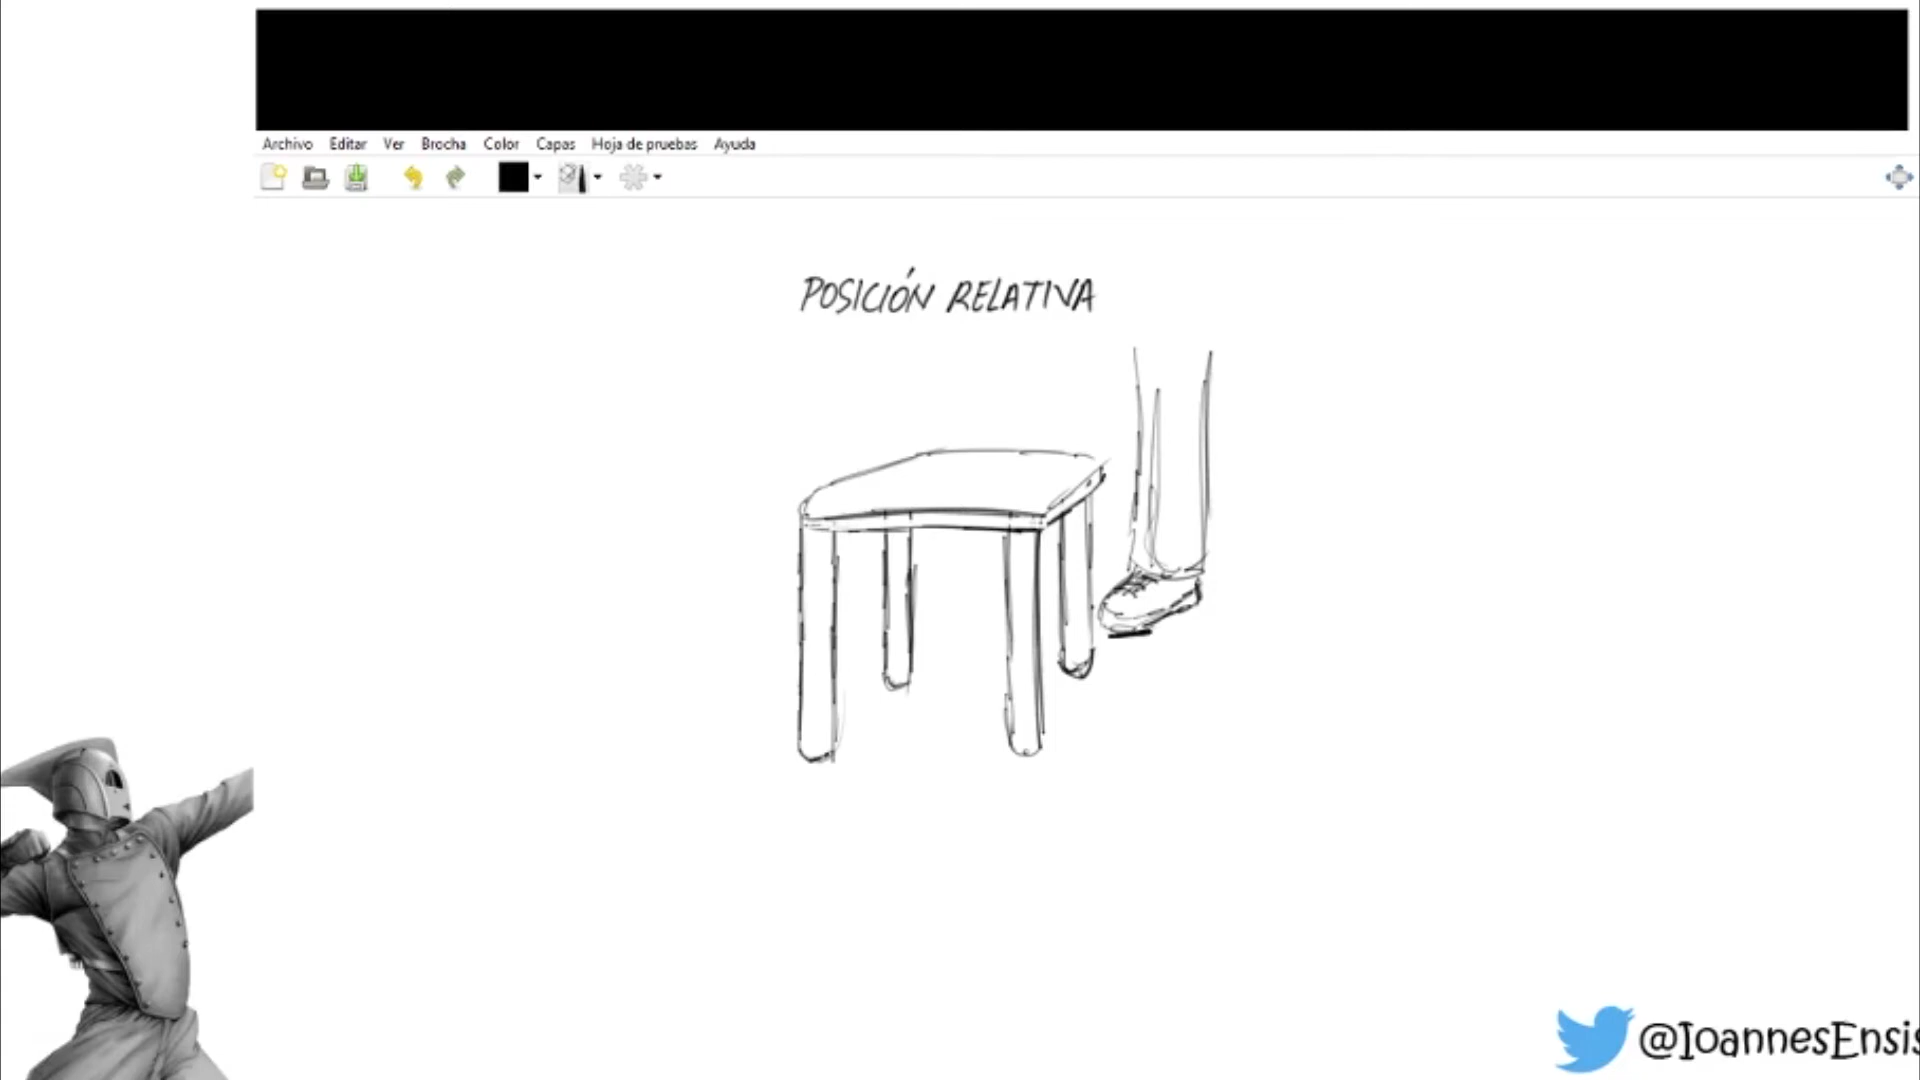 Archivo Editar Ver Brocha Color Capas Hoja de pruebas Ayuda
POSICIÓN RELATIVA
@IoannesEnsis